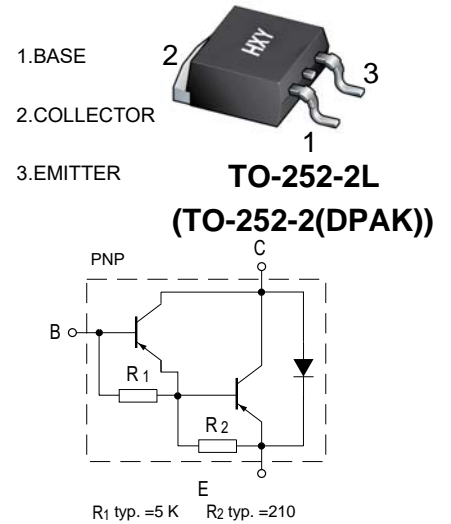 1.BASE
2
HXY
3
2.COLLECTOR
1
3.EMITTER
TO-252-2L
(TO-252-2(DPAK))
C
PNP
B
R1
R2
E
R1 typ. =5 K R2 typ. =210